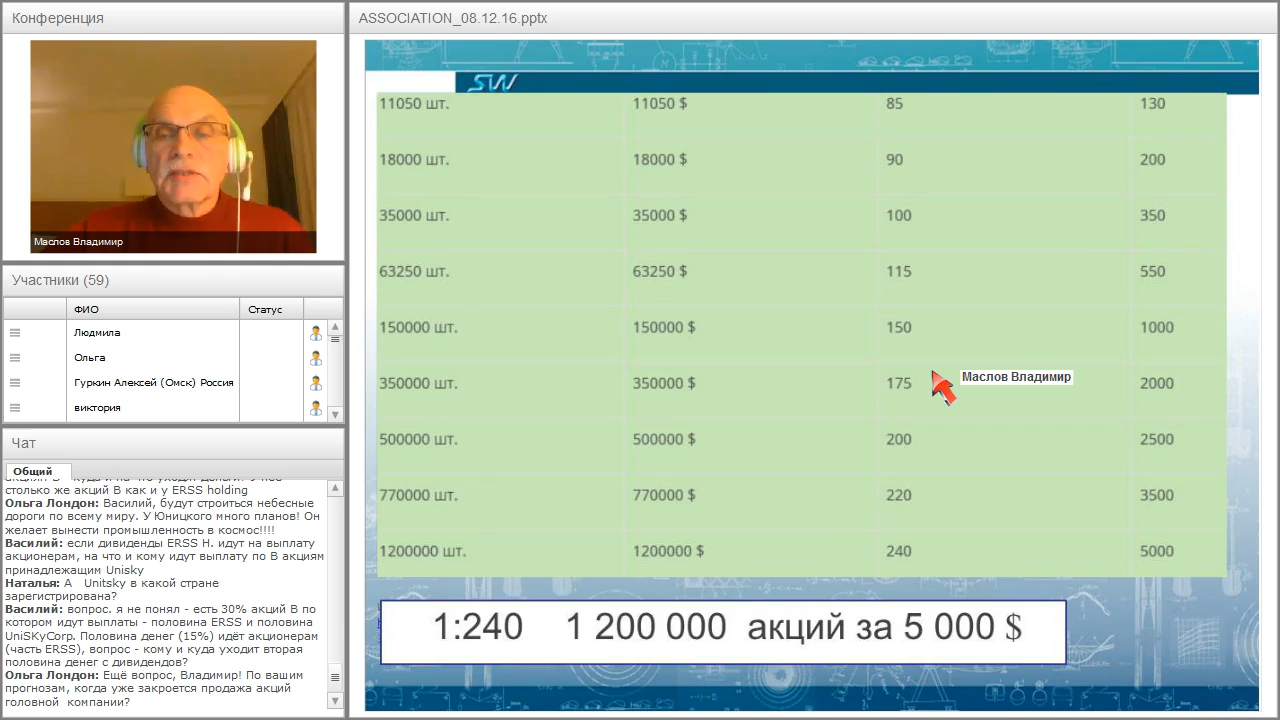 Конференция
Маслов Владимир
Участники (59)
ФИО
Статус
Людмила
Ольга
Гуркин Алексей (Омск) Россия
виктория
Чат
Общий
столько же акций В как и у ERSS holding
Ольга Лондон: василий, будут строиться небесные
дороги по всему миру. У Юницкого много планов! Он
желает вынести промышленность в космос!!!!
Василий: если дивиденды ERSS H. идут на выплату
акционерам, на что и кому идут выплату по В акциям
принадлежащим Unisky
Наталья: А Unitsky в какой стране
зарегистрирована?
Василий: вопрос. я не понял - есть 30% акций В по
котором идут выплаты - половина ERSS и половина
UniSKyCorp. Половина денег (15%) идёт акционерам
(часть ERSS), вопрос - кому и куда уходит вторая
половина денег дивидендов?
Ольга Лондон: Ещё вопрос, Владимир! По вашим
прогнозам, когда уже закроется продажа акций
головной компании?
ASSOCIATION_08.12.16.pptx
SW
11050 шт. 11050 $ 85 130
18000 шт. 18000 $ 90 200
35000 шт. 35000 $ 100 350
63250 шт. 63250 $ 115 550
150000 шт. 150000 $ 150 1000
350000 шт. 350000 $ 175 2000
Маслов Владимир
500000 шт. 500000 $ 200 2500
770000 шт. 770000 $ 220 3500
1200000 шт. 1200000 $ 240 5000
1:240 1 200 000 акций за 5 000 $